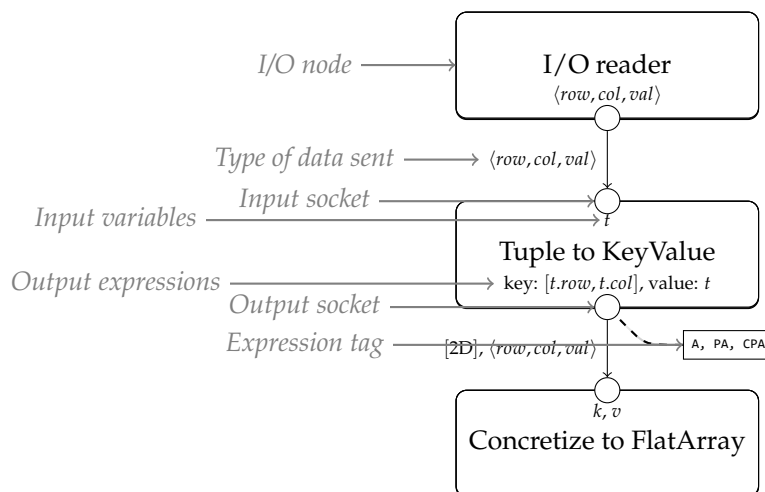 I/O node
I/O reader
⟨row, col, val⟩
Type of data sent
⟨row, col, val⟩
Input socket
Input variables
t
Tuple to KeyValue
Output expressions
key: [t.row, t.col], value: t
Output socket
Expression tag
[2D], ⟨row, col, val⟩
A, PA, CPA
k, v
Concretize to FlatArray